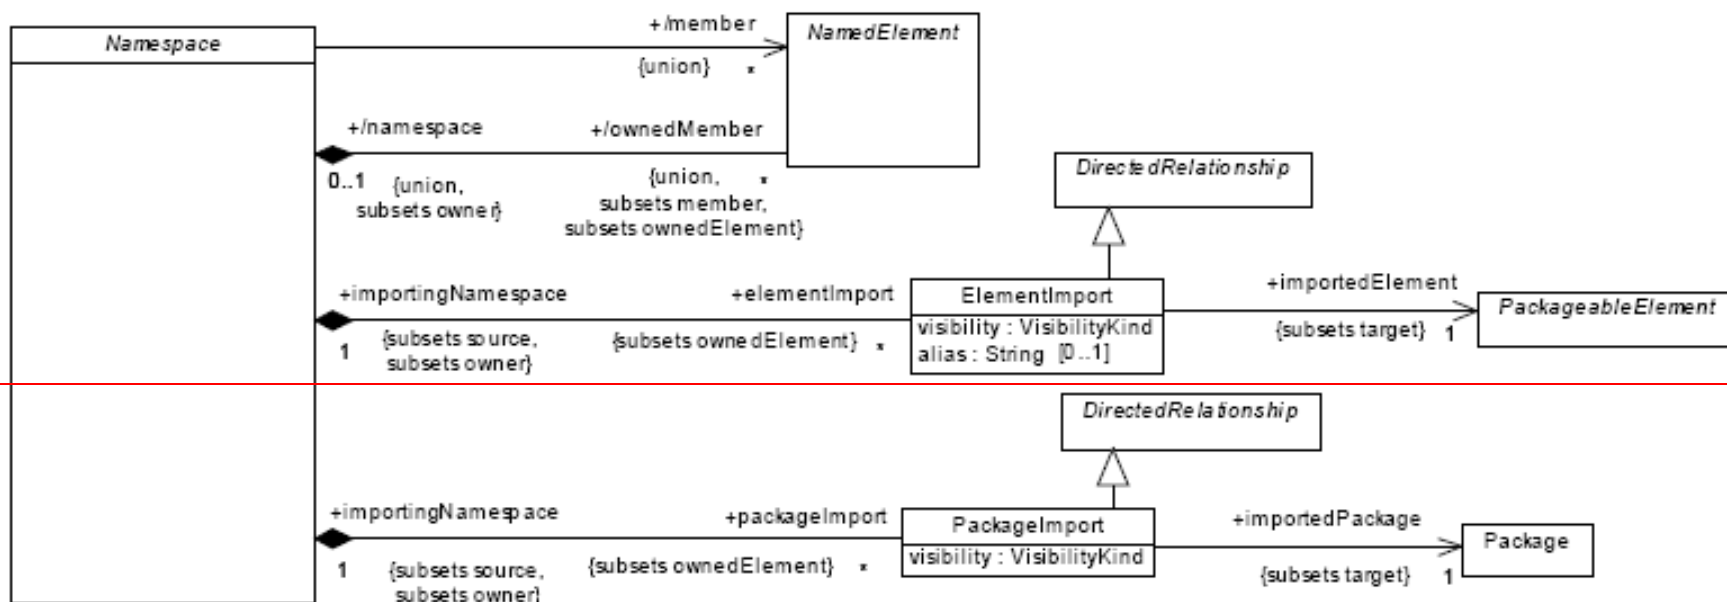 Namespace
+/member
{union} *
NamedElement
+/namespace
0..1 {union,
subsets owner}
+/ownedMember
{union, *
subsets member,
subsets ownedElement}
DirectedRelationship
+importingNamespace
1 {subsets source,
subsets owner}
+elementImport
{subsets ownedElement} *
ElementImport
visibility : VisibilityKind
alias : String [0..1]
+importedElement
{subsets target} 1
PackageableElement
DirectedRelationship
+importingNamespace
1 {subsets source,
subsets owner}
+packageImport
{subsets ownedElement} *
PackageImport
visibility : VisibilityKind
+importedPackage
{subsets target} 1
Package